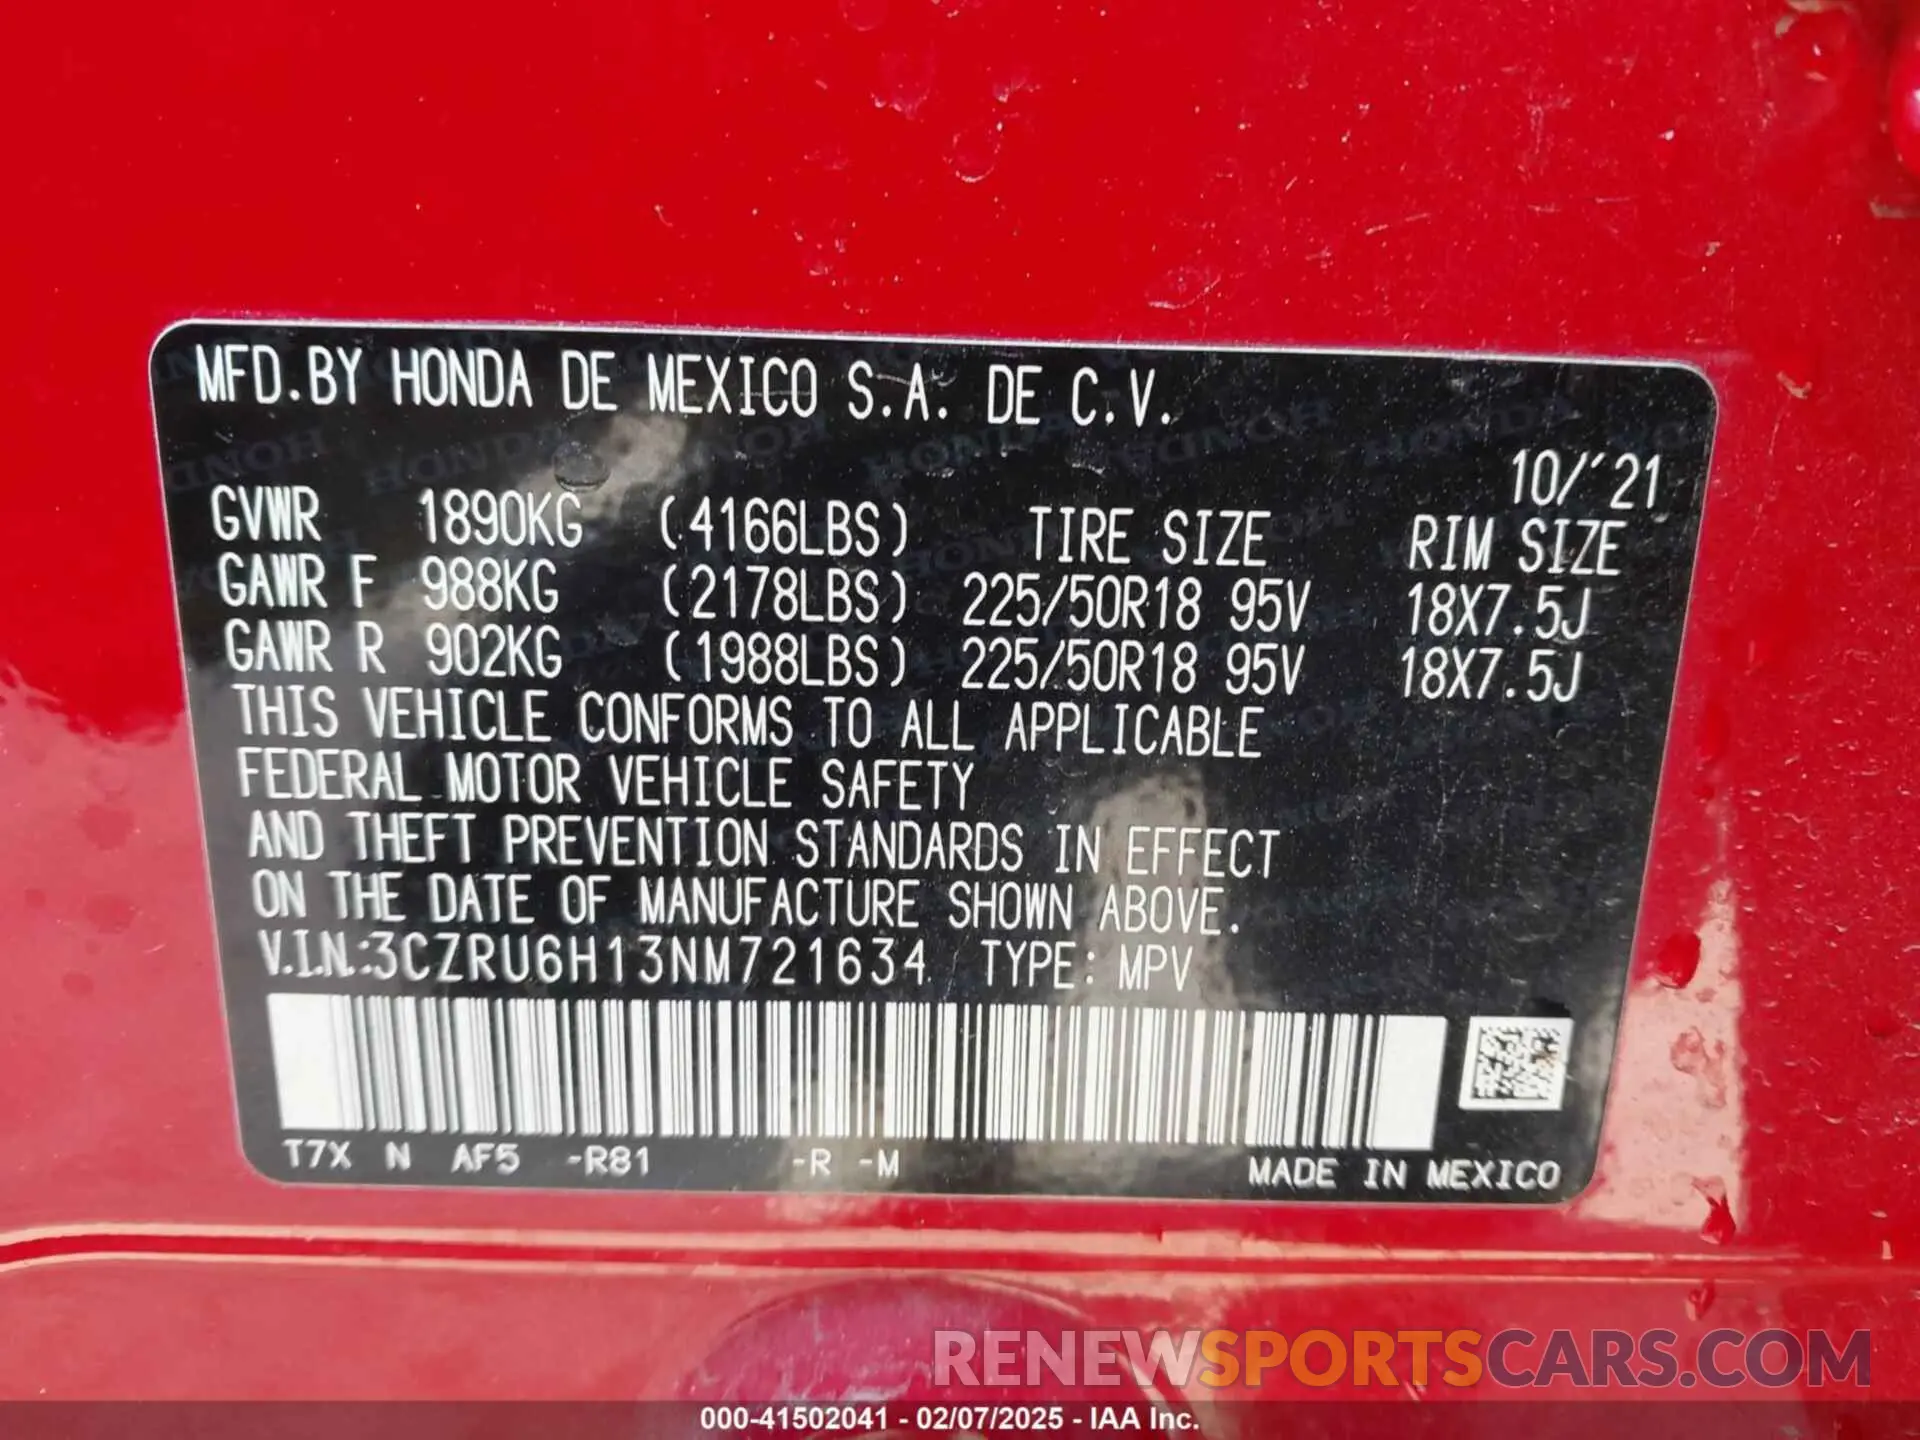 MFD.BY HONDA DE MEXICO S.A. DE C.V.
10/'21
GVWR 1890KG (4166LBS) TIRE SIZE RIM SIZE
GAWR F 988KG (2178LBS) 225/50R18 95V 18X7.5J
GAWR R 902KG (1988LBS) 225/50R18 95V 18X7.5J
THIS VEHICLE CONFORMS TO ALL APPLICABLE
FEDERAL MOTOR VEHICLE SAFETY
AND THEFT PREVENTION STANDARDS IN EFFECT
ON THE DATE OF MANUFACTURE SHOWN ABOVE.
V.I.N.:3CZRU6H13NM721634 TYPE: MPV
T7X N AF5 -R81 -R -M MADE IN MEXICO
RENEWSPORTSCARS.COM
000-41502041 - 02/07/2025 - IAA Inc.